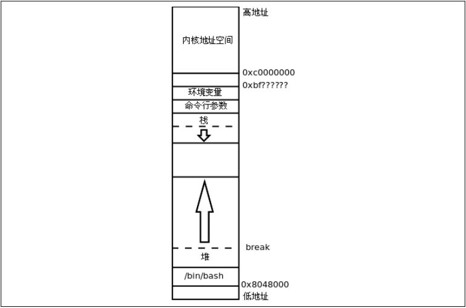 高地址
内核地址空间
0xc0000000
0xbf??????
环境变量
命令行参数
栈
break
堆
/bin/bash
0x8048000
低地址